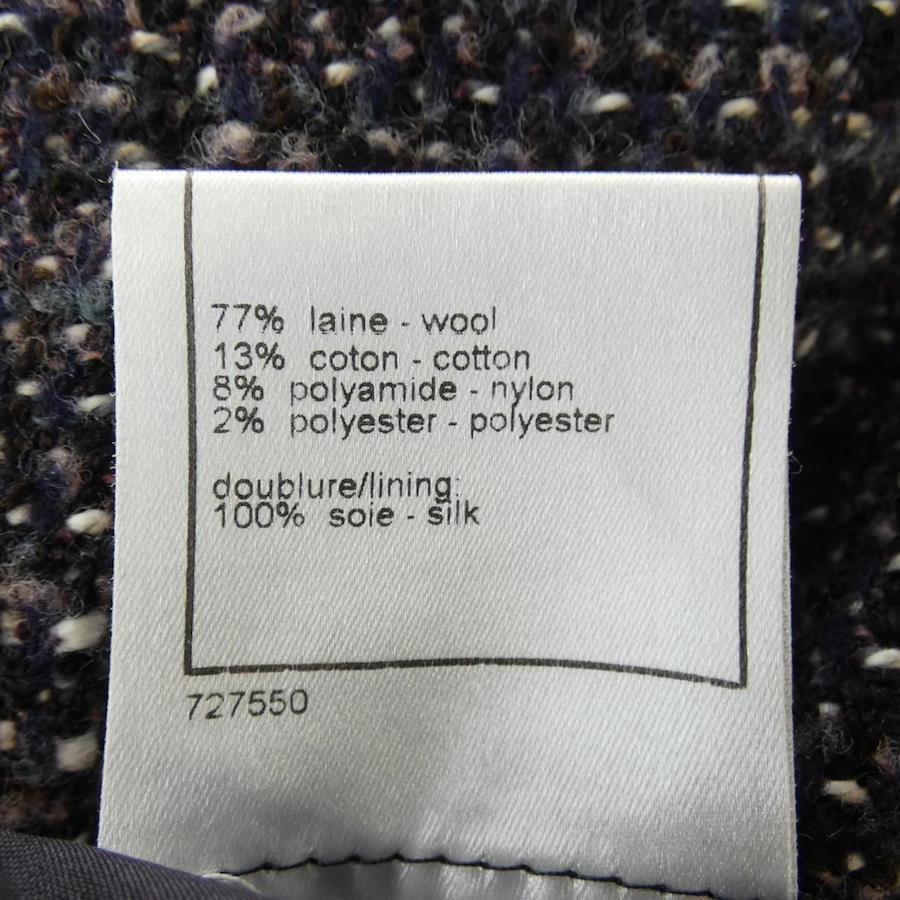 77% laine - wool
13% coton - cotton
8% polyamide - nylon
2% polyester - polyester
doublure/lining:
100% soie - silk
727550